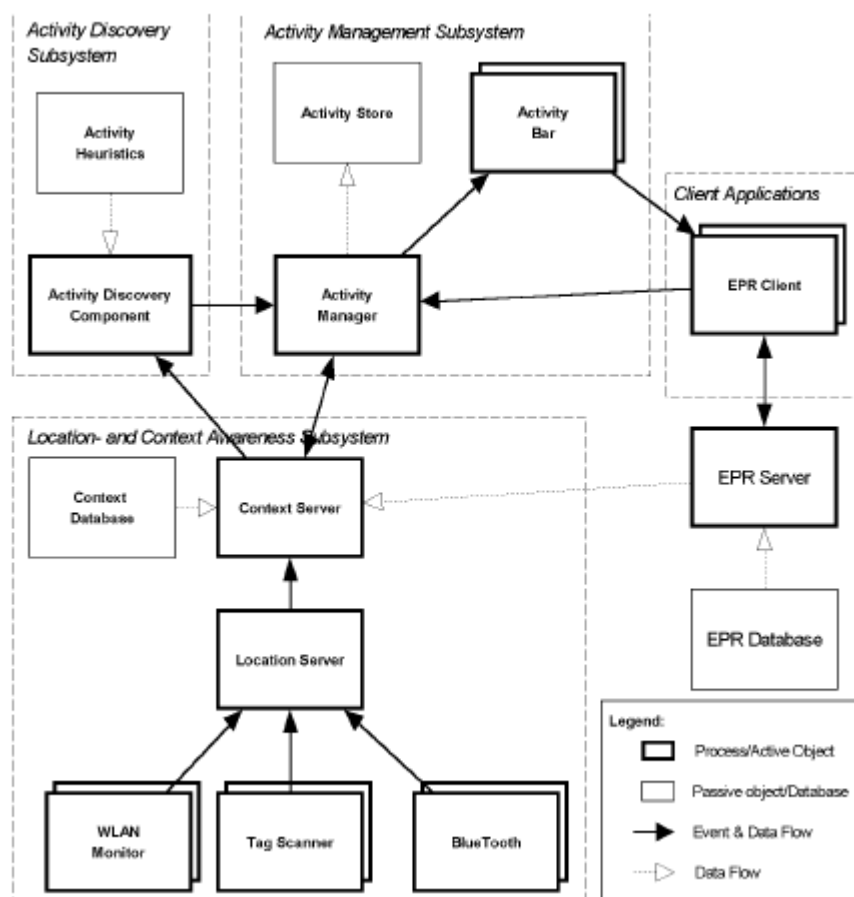 Activity Discovery
Subsystem
Activity Management Subsystem
Activity
Heuristics
Activity Store
Activity
Bar
Client Applications
Activity Discovery
Component
Activity
Manager
EPR Client
Location- and Context Awareness Subsystem
Context
Database
Context Server
EPR Server
Location Server
EPR Database
Legend:
Process/Active Object
Passive object/Database
Event & Data Flow
Data Flow
WLAN
Monitor
Tag Scanner
BlueTooth